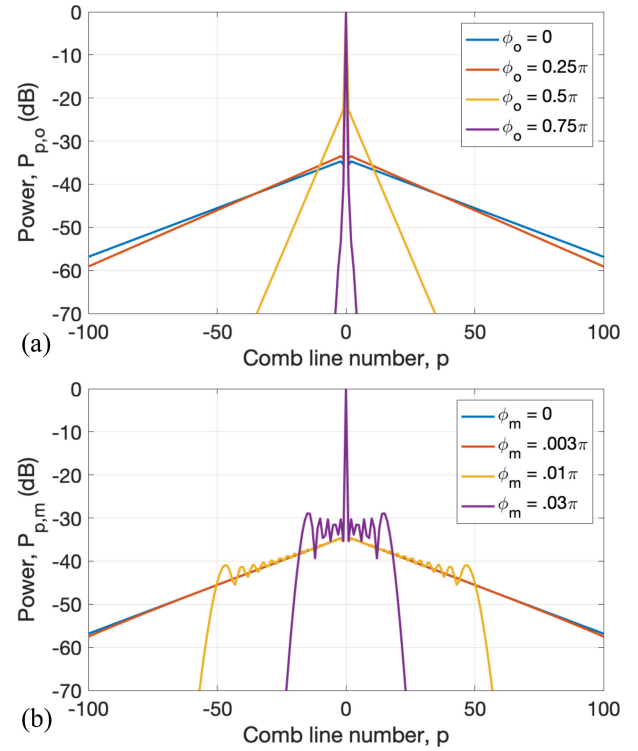 0
-10
-20
-30
-40
-50
-60
-70
Power, P_{p,o} (dB)
ϕ_o = 0
ϕ_o = 0.25π
ϕ_o = 0.5π
ϕ_o = 0.75π
-100 -50 0 50 100
(a) Comb line number, p
0
-10
-20
-30
-40
-50
-60
-70
Power, P_{p,m} (dB)
ϕ_m = 0
ϕ_m = .003π
ϕ_m = .01π
ϕ_m = .03π
-100 -50 0 50 100
(b) Comb line number, p